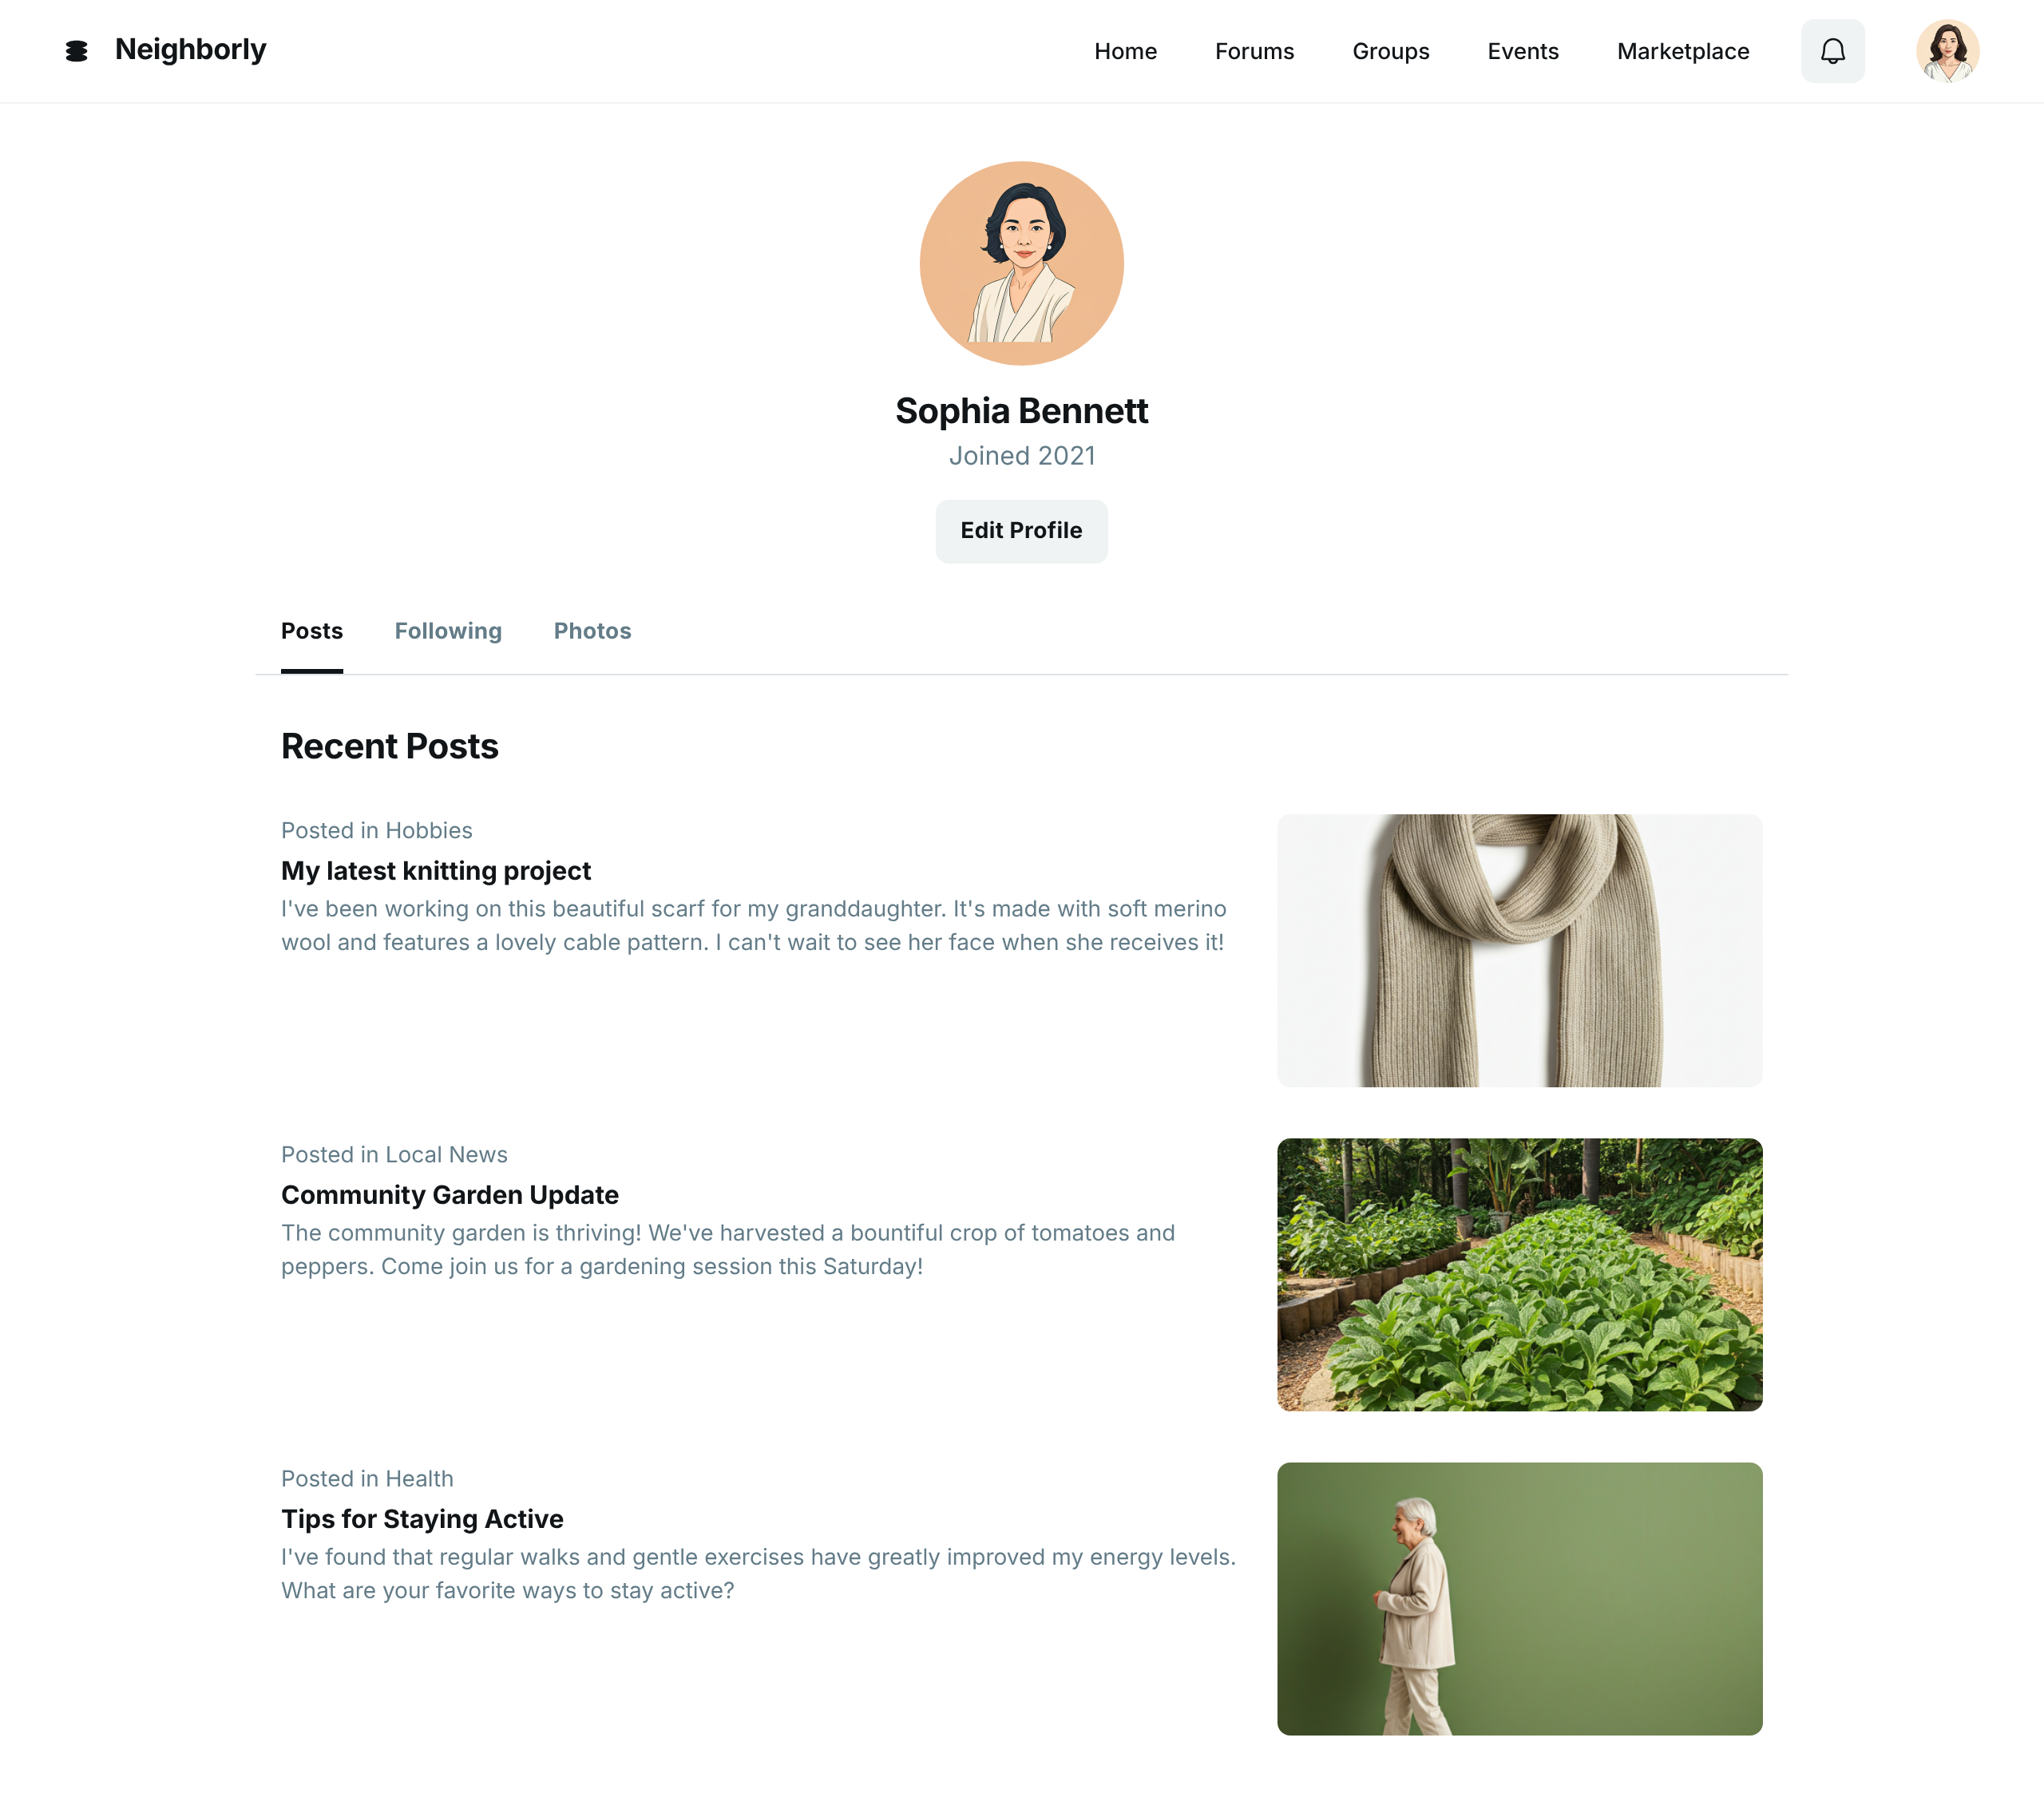 Neighborly
Home
Forums
Groups
Events
Marketplace
Sophia Bennett
Joined 2021
Edit Profile
Posts
Following
Photos
Recent Posts
Posted in Hobbies
My latest knitting project
I've been working on this beautiful scarf for my granddaughter. It's made with soft merino
wool and features a lovely cable pattern. I can't wait to see her face when she receives it!
Posted in Local News
Community Garden Update
The community garden is thriving! We've harvested a bountiful crop of tomatoes and
peppers. Come join us for a gardening session this Saturday!
Posted in Health
Tips for Staying Active
I've found that regular walks and gentle exercises have greatly improved my energy levels.
What are your favorite ways to stay active?